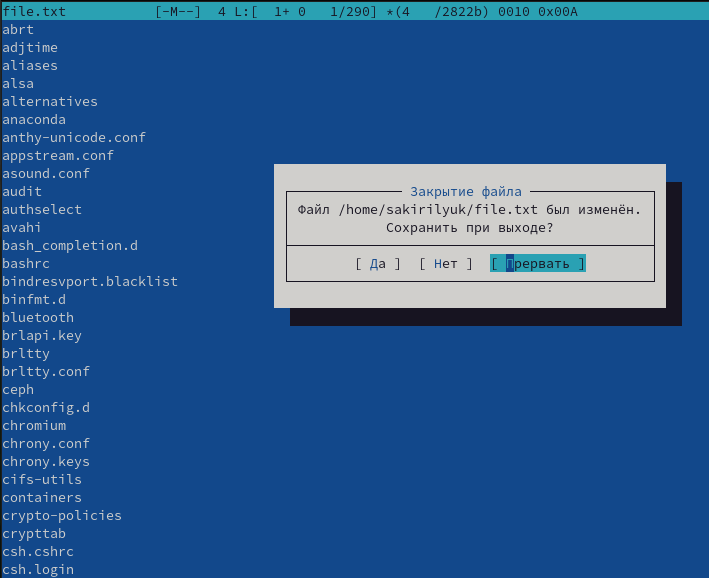 file.txt [-M--] 4 L:[ 1+ 0 1/290] *(4 /2822b) 0010 0x00A
abrt
adjtime
aliases
alsa
alternatives
anaconda
anthy-unicode.conf
appstream.conf
asound.conf
audit
authselect
avahi
bash_completion.d
bashrc
bindresvport.blacklist
binfmt.d
bluetooth
brlapi.key
brltty
brltty.conf
ceph
chkconfig.d
chromium
chrony.conf
chrony.keys
cifs-utils
containers
crypto-policies
crypttab
csh.cshrc
csh.login
Закрытие файла
Файл /home/sakirilyuk/file.txt был изменён.
Сохранить при выходе?
[ Да ] [ Нет ] [ Прервать ]